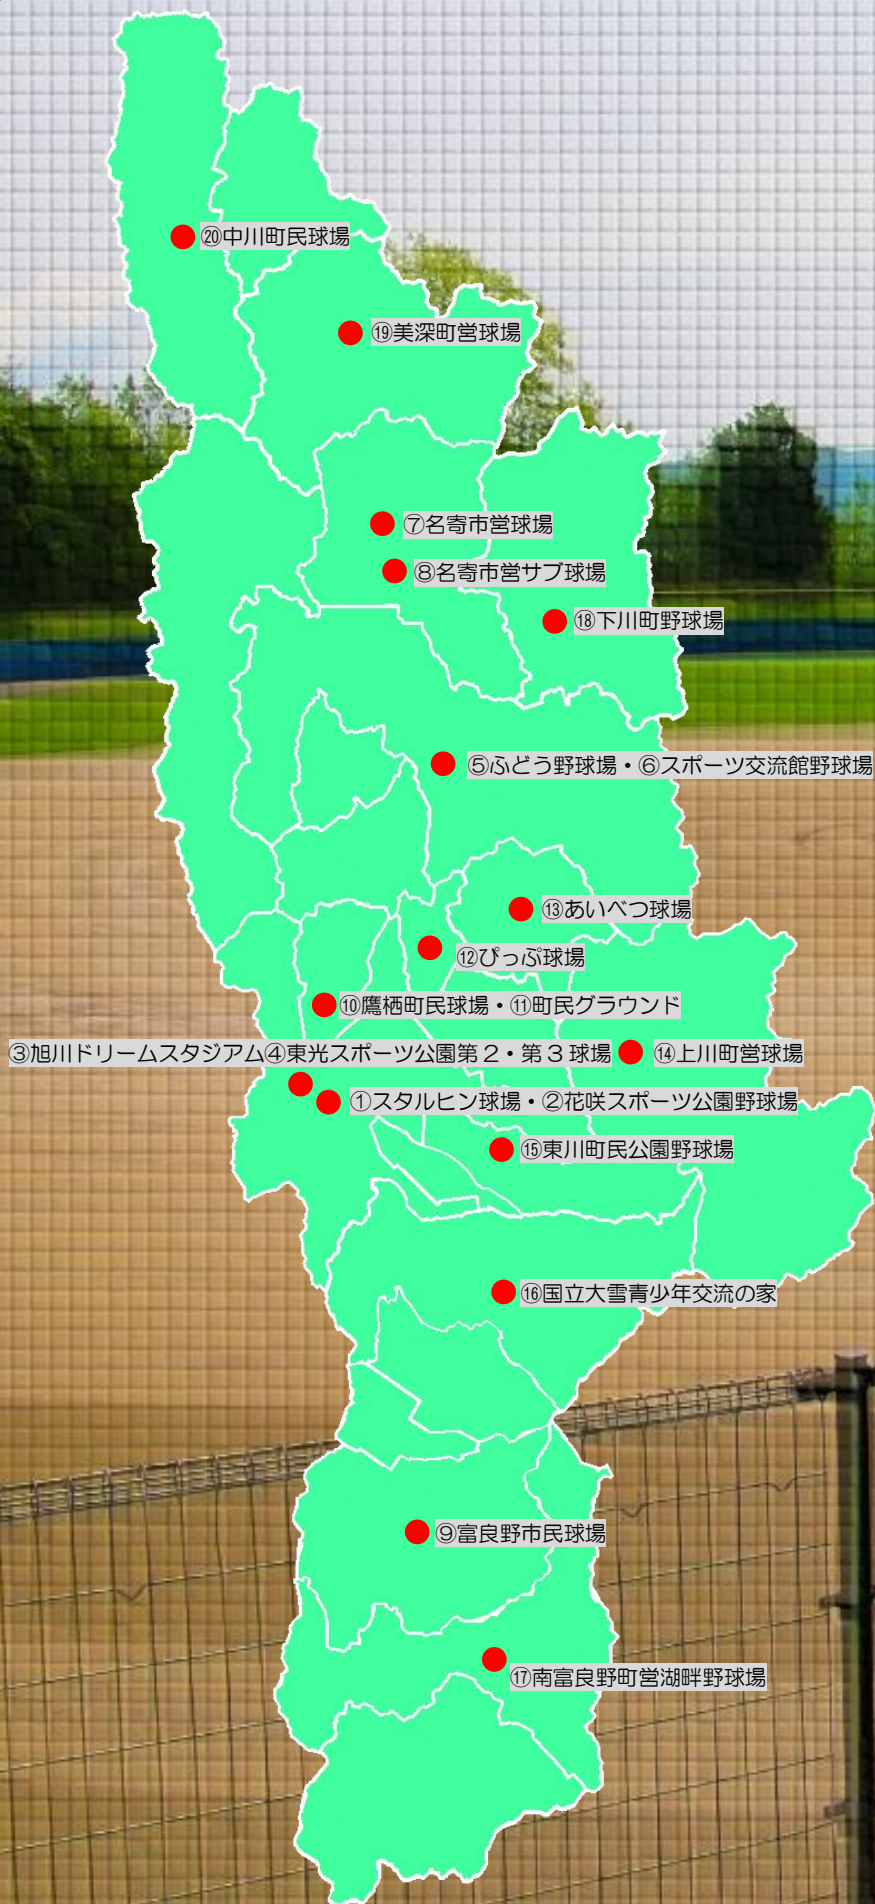 ⑳中川町民球場
⑲美深町営球場
⑦名寄市営球場
⑧名寄市営サブ球場
⑱下川町野球場
⑤ふどう野球場・⑥スポーツ交流館野球場
⑬あいべつ球場
⑫ぴっぷ球場
⑩鷹栖町民球場・⑪町民グラウンド
③旭川ドリームスタジアム④東光スポーツ公園第2・第3球場
⑭上川町営球場
①スタルヒン球場・②花咲スポーツ公園野球場
⑮東川町民公園野球場
⑯国立大雪青少年交流の家
⑨富良野市民球場
⑰南富良野町営湖畔野球場